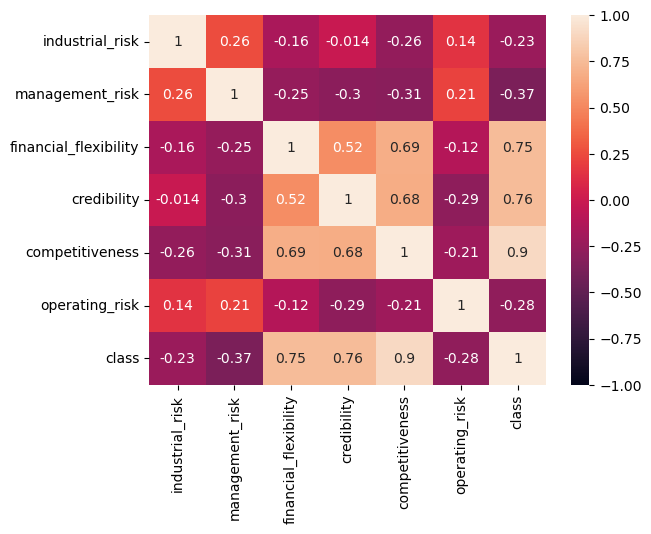 industrial_risk 1 0.26 -0.16 -0.014 -0.26 0.14 -0.23
management_risk 0.26 1 -0.25 -0.3 -0.31 0.21 -0.37
financial_flexibility -0.16 -0.25 1 0.52 0.69 -0.12 0.75
credibility -0.014 -0.3 0.52 1 0.68 -0.29 0.76
competitiveness -0.26 -0.31 0.69 0.68 1 -0.21 0.9
operating_risk 0.14 0.21 -0.12 -0.29 -0.21 1 -0.28
class -0.23 -0.37 0.75 0.76 0.9 -0.28 1
industrial_risk
management_risk
financial_flexibility
credibility
competitiveness
operating_risk
class
1.00
0.75
0.50
0.25
0.00
−0.25
−0.50
−0.75
−1.00